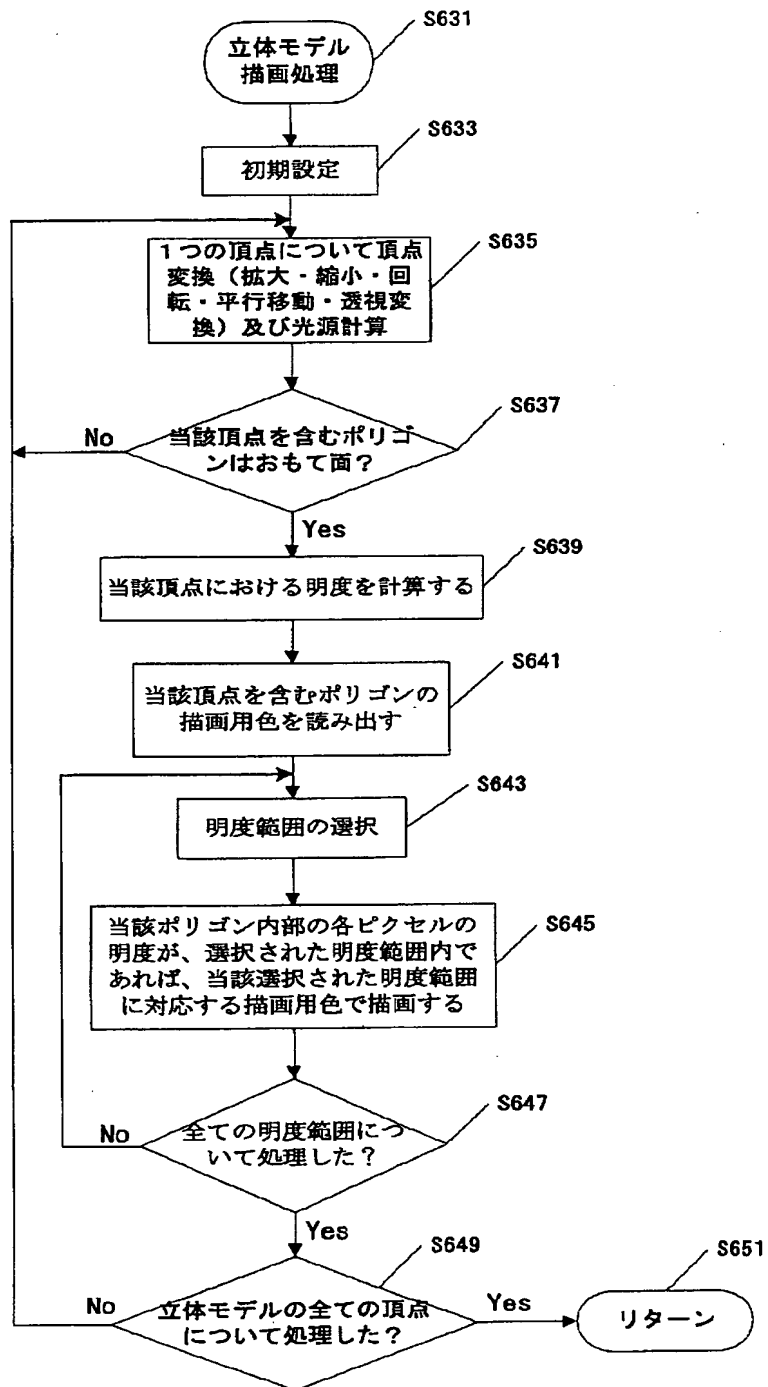 S631
立体モデル
描画処理
S633
初期設定
S635
1つの頂点について頂点
変換（拡大・縮小・回
転・平行移動・透視変
換）及び光源計算
S637
No
当該頂点を含むポリゴ
ンはおもて面？
Yes
S639
当該頂点における明度を計算する
S641
当該頂点を含むポリゴンの
描画用色を読み出す
S643
明度範囲の選択
S645
当該ポリゴン内部の各ピクセルの
明度が、選択された明度範囲内で
あれば、当該選択された明度範囲
に対応する描画用色で描画する
S647
No
全ての明度範囲につ
いて処理した？
Yes
S649
S651
No
立体モデルの全ての頂点
について処理した？
Yes
リターン